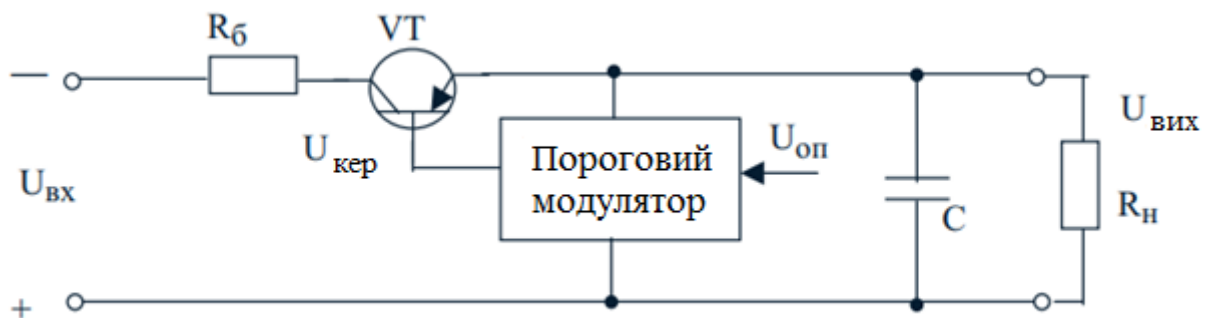 Rб
VT
—
Uвх
+
Uкер
Пороговий
модулятор
Uоп
C
Uвих
Rн